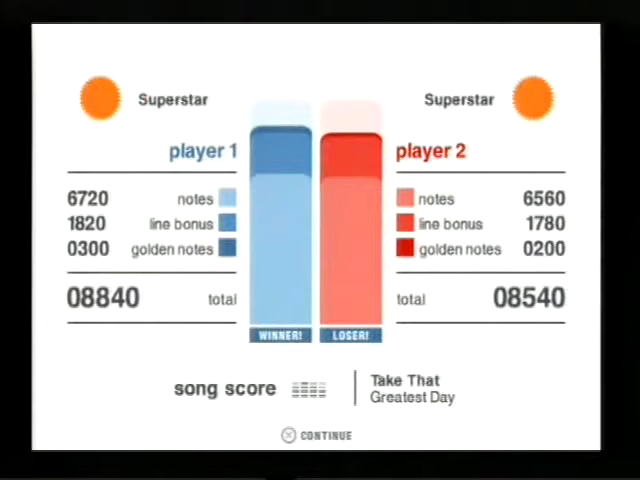 Superstar Superstar
player 1 player 2
6720 notes notes 6560
1820 line bonus line bonus 1780
0300 golden notes golden notes 0200
08840 total total 08540
WINNER! LOSER!
song score
Take That
Greatest Day
CONTINUE